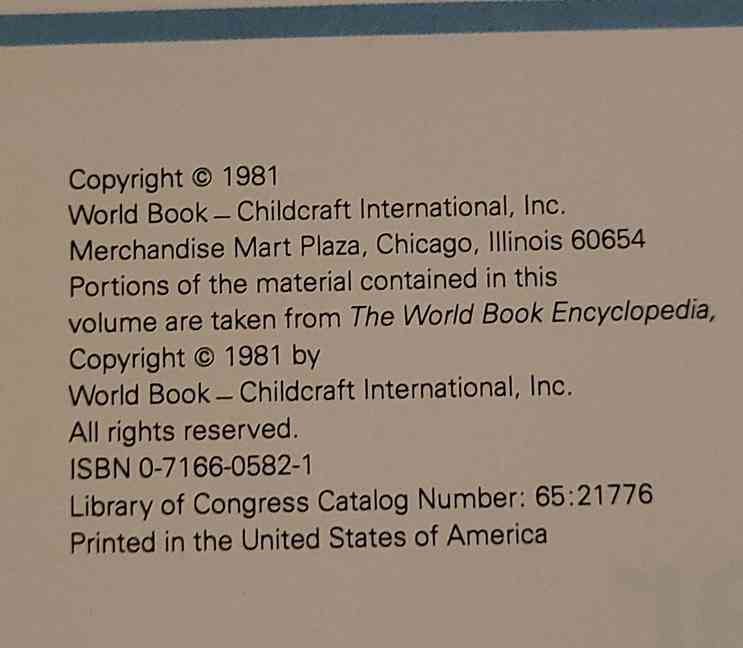 Copyright © 1981
World Book – Childcraft International, Inc.
Merchandise Mart Plaza, Chicago, Illinois 60654
Portions of the material contained in this
volume are taken from The World Book Encyclopedia,
Copyright © 1981 by
World Book – Childcraft International, Inc.
All rights reserved.
ISBN 0-7166-0582-1
Library of Congress Catalog Number: 65:21776
Printed in the United States of America